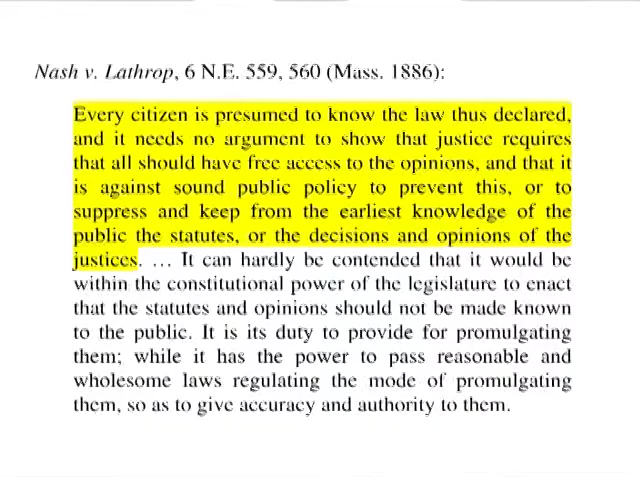 Nash v. Lathrop, 6 N.E. 559, 560 (Mass. 1886):
Every citizen is presumed to know the law thus declared,
and it needs no argument to show that justice requires
that all should have free access to the opinions, and that it
is against sound public policy to prevent this, or to
suppress and keep from the earliest knowledge of the
public the statutes, or the decisions and opinions of the
justices. … It can hardly be contended that it would be
within the constitutional power of the legislature to enact
that the statutes and opinions should not be made known
to the public. It is its duty to provide for promulgating
them; while it has the power to pass reasonable and
wholesome laws regulating the mode of promulgating
them, so as to give accuracy and authority to them.